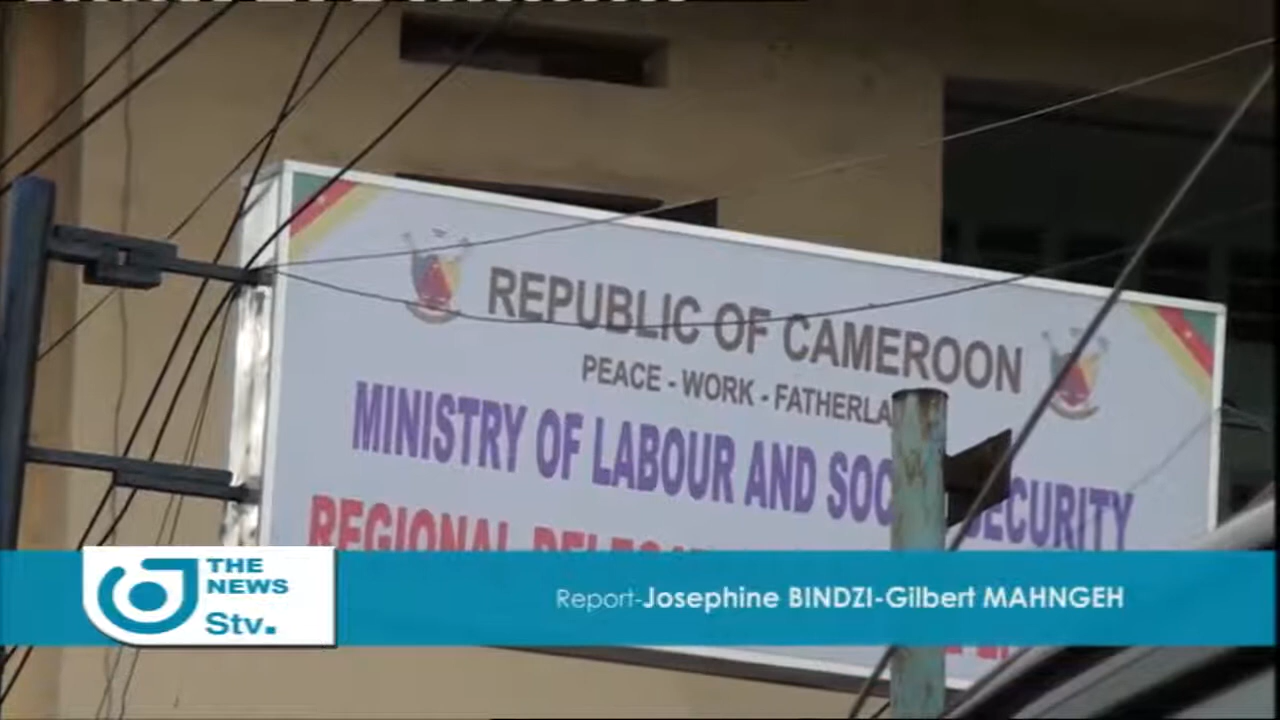 REPUBLIC OF CAMEROON
PEACE - WORK - FATHERLA
MINISTRY OF LABOUR AND SOC SECURITY
REGIONAL
THE
NEWS
Stv.
Report-Josephine BINDZI-Gilbert MAHNGEH